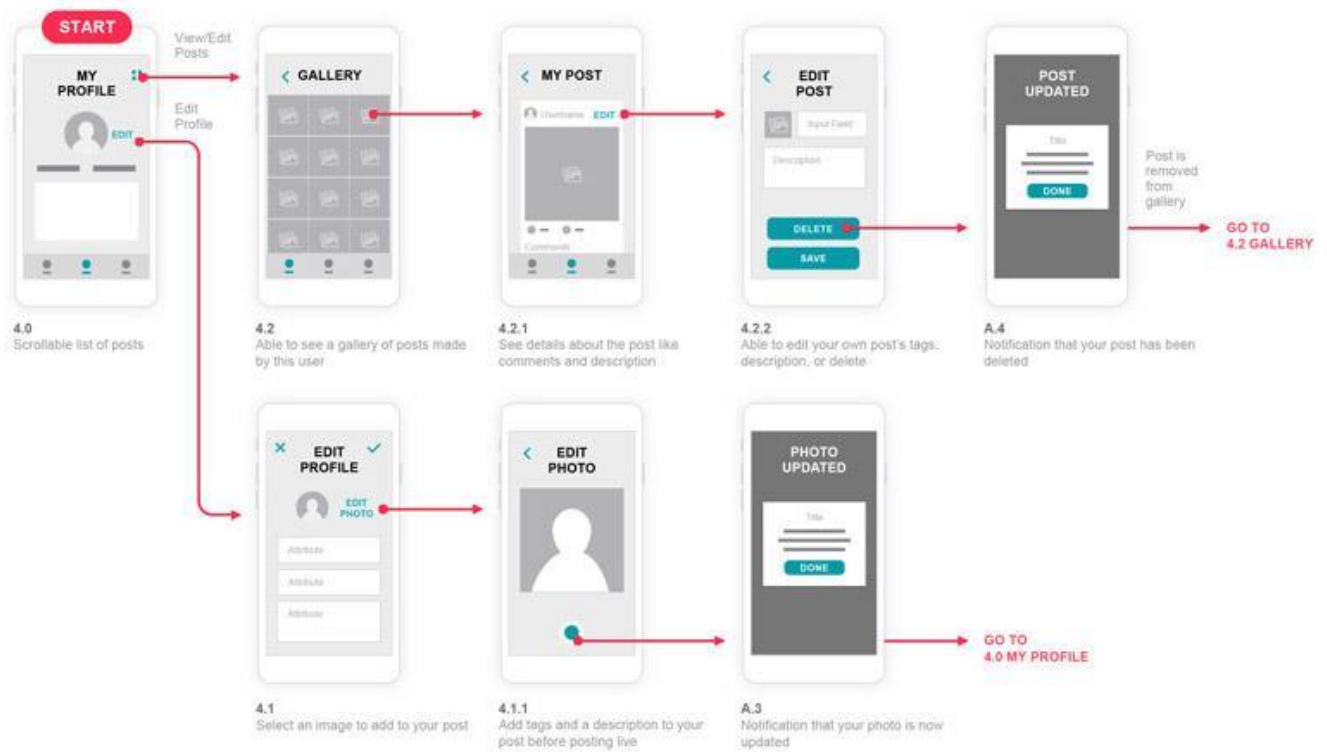 START
View/Edit
Posts
Edit
Profile
MY
PROFILE
EDIT
4.0
Scrollable list of posts
GALLERY
4.2
Able to see a gallery of posts made
by this user
MY POST
Username EDIT
Comments
4.2.1
See details about the post like
comments and description
EDIT
POST
Input Field
Description
DELETE
SAVE
4.2.2
Able to edit your own post's tags,
description, or delete
POST
UPDATED
Title
DONE
A.4
Notification that your post has been
deleted
Post is
removed
from
gallery
GO TO
4.2 GALLERY
EDIT
PROFILE
EDIT
PHOTO
Attribute
Attribute
Attribute
4.1
Select an image to add to your post
EDIT
PHOTO
4.1.1
Add tags and a description to your
post before posting live
PHOTO
UPDATED
Title
DONE
A.3
Notification that your photo is now
updated
GO TO
4.0 MY PROFILE